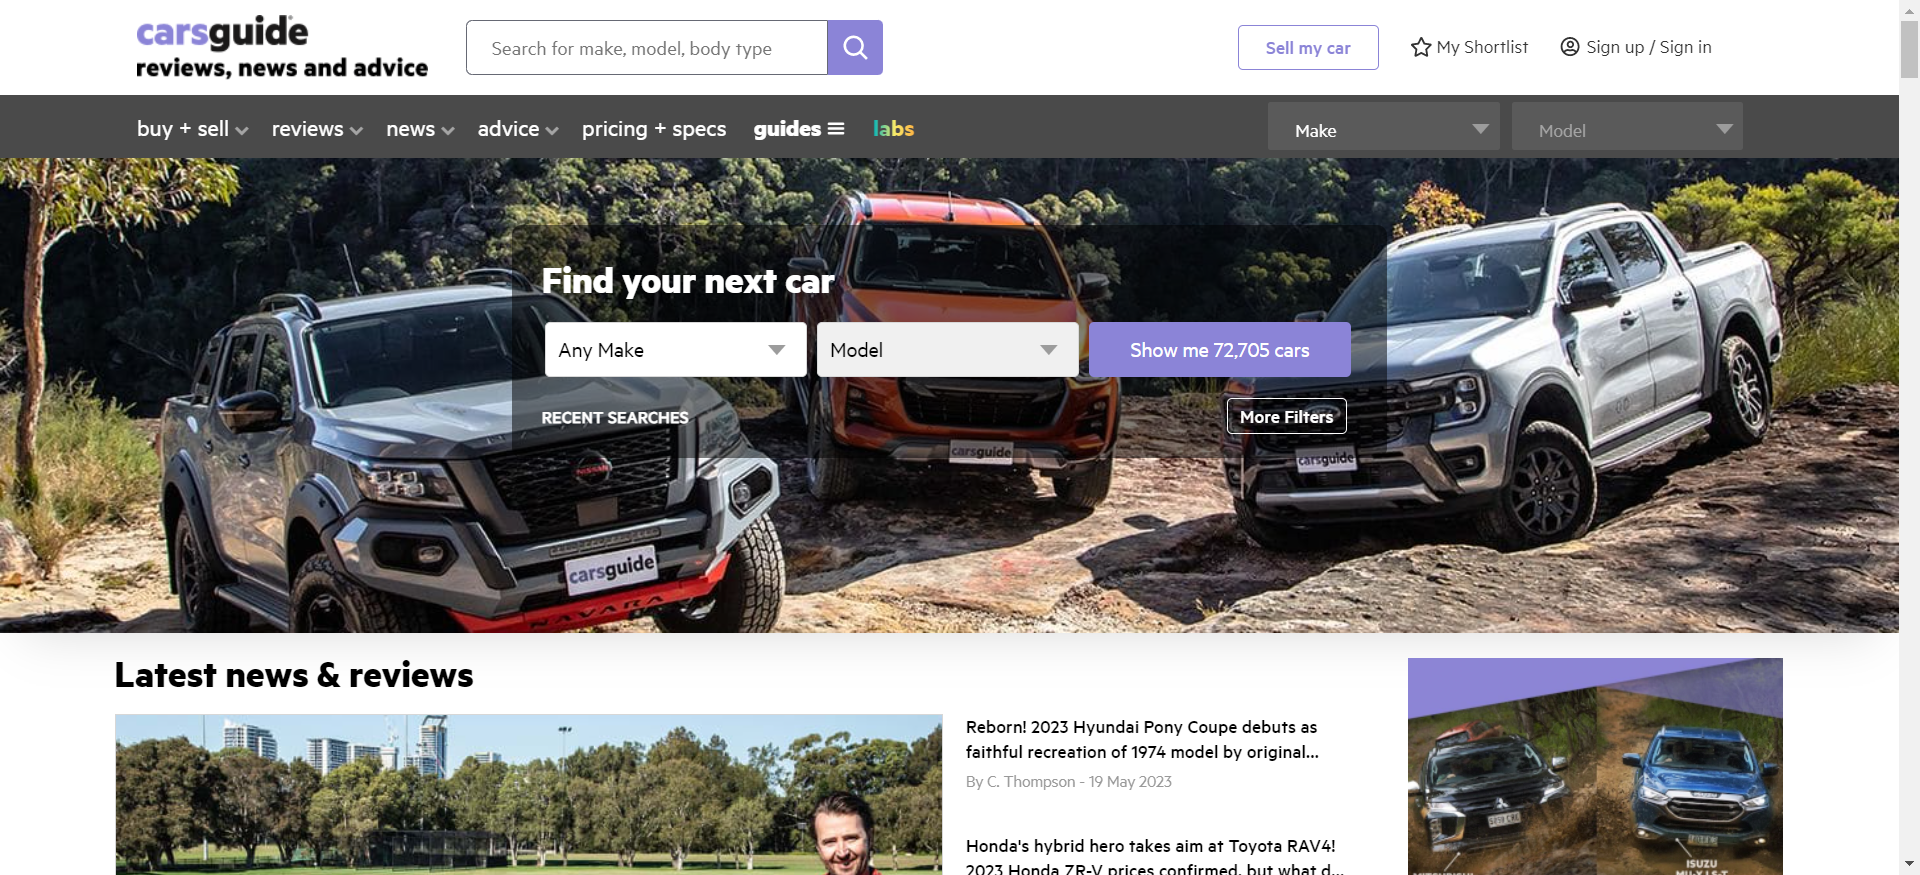 carsguide
reviews, news and advice
Search for make, model, body type
Sell my car
My Shortlist
Sign up / Sign in
buy + sell
reviews
news
advice
pricing + specs
guides
labs
Make
Model
Find your next car
Any Make
Model
Show me 72,705 cars
RECENT SEARCHES
More Filters
carsguide
carsguide
NISSAN
carsguide
NAVARA
Latest news & reviews
Reborn! 2023 Hyundai Pony Coupe debuts as
faithful recreation of 1974 model by original...
By C. Thompson - 19 May 2023
Honda's hybrid hero takes aim at Toyota RAV4!
2023 Honda ZR-V prices confirmed, but what d...
ISUZU
MU-X LS-T
MITSUBISHI